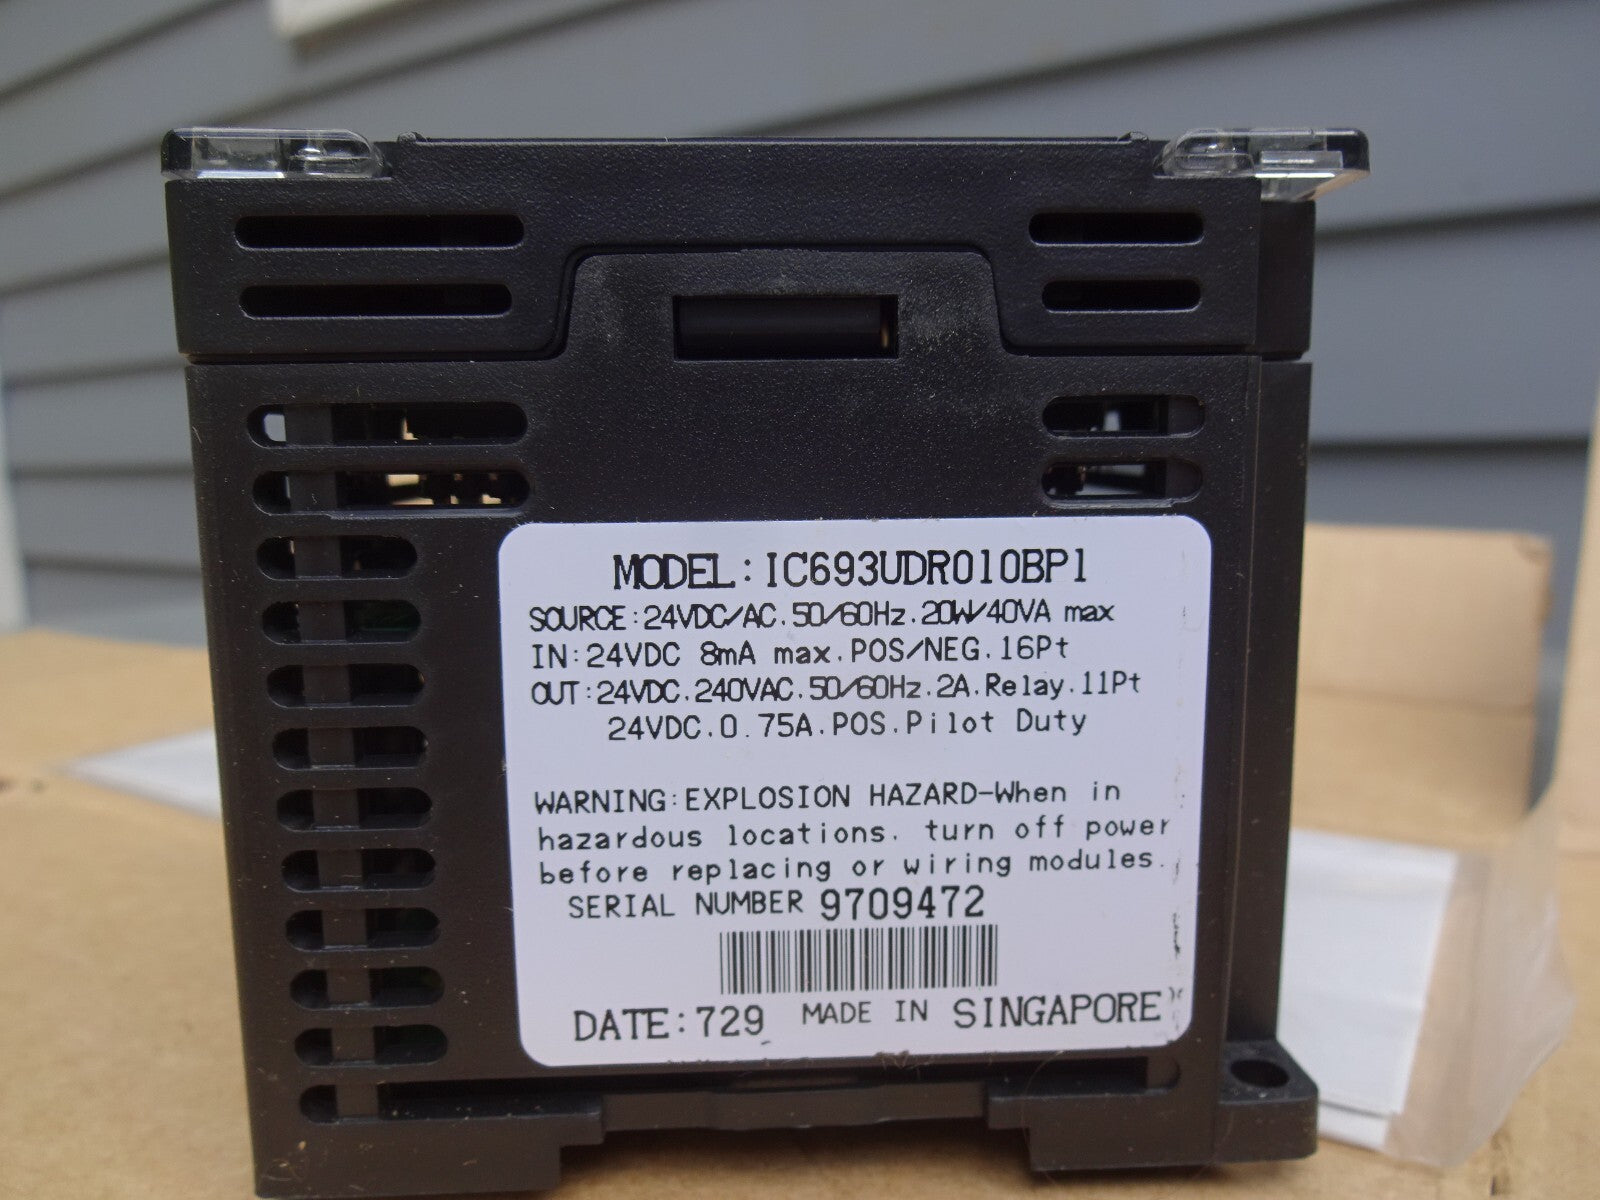 MODEL:IC693UDR010BP1
SOURCE:24VDC/AC.50/60Hz.20W/40VA max
IN:24VDC 8mA max.POS/NEG.16Pt
OUT:24VDC.240VAC.50/60Hz.2A.Relay.11Pt
24VDC.0.75A.POS.Pilot Duty
WARNING:EXPLOSION HAZARD-When in
hazardous locations. turn off power
before replacing or wiring modules.
SERIAL NUMBER 9709472
DATE:729 MADE IN SINGAPORE